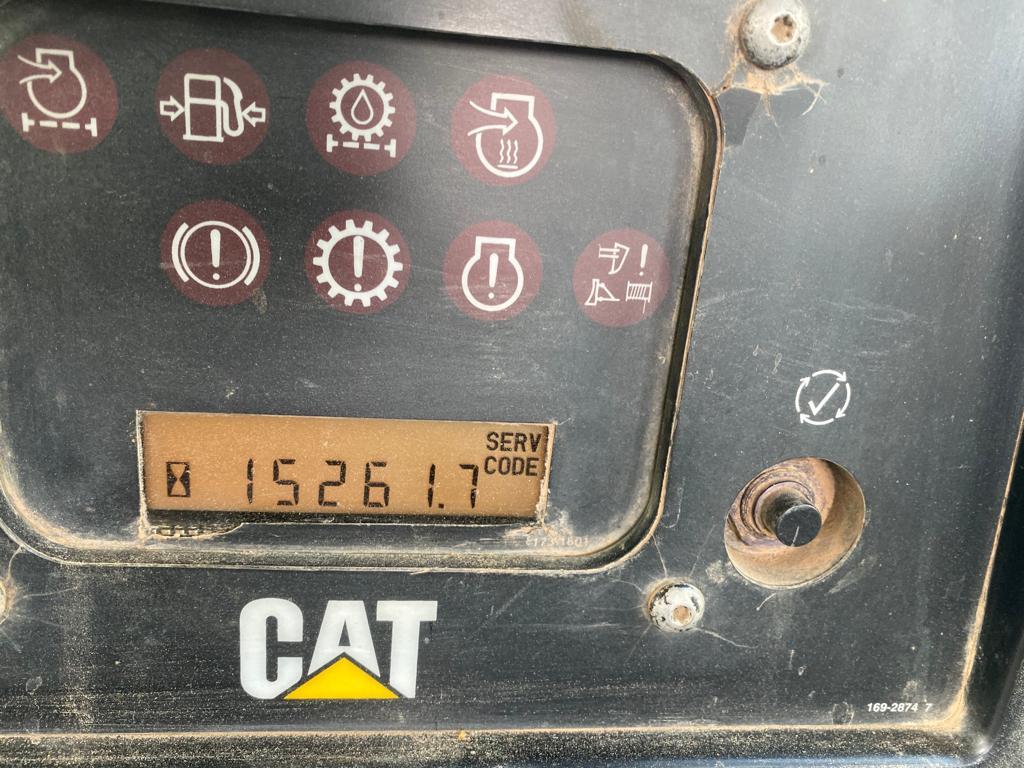 SERV
CODE
15261.7
CAT
169-2874 7